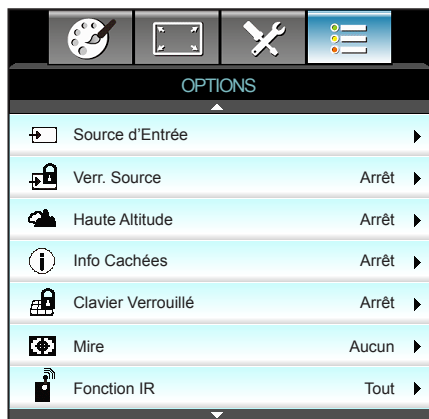 OPTIONS
Source d’Entrée
Verr. Source Arrêt
Haute Altitude Arrêt
Info Cachées Arrêt
Clavier Verrouillé Arrêt
Mire Aucun
Fonction IR Tout